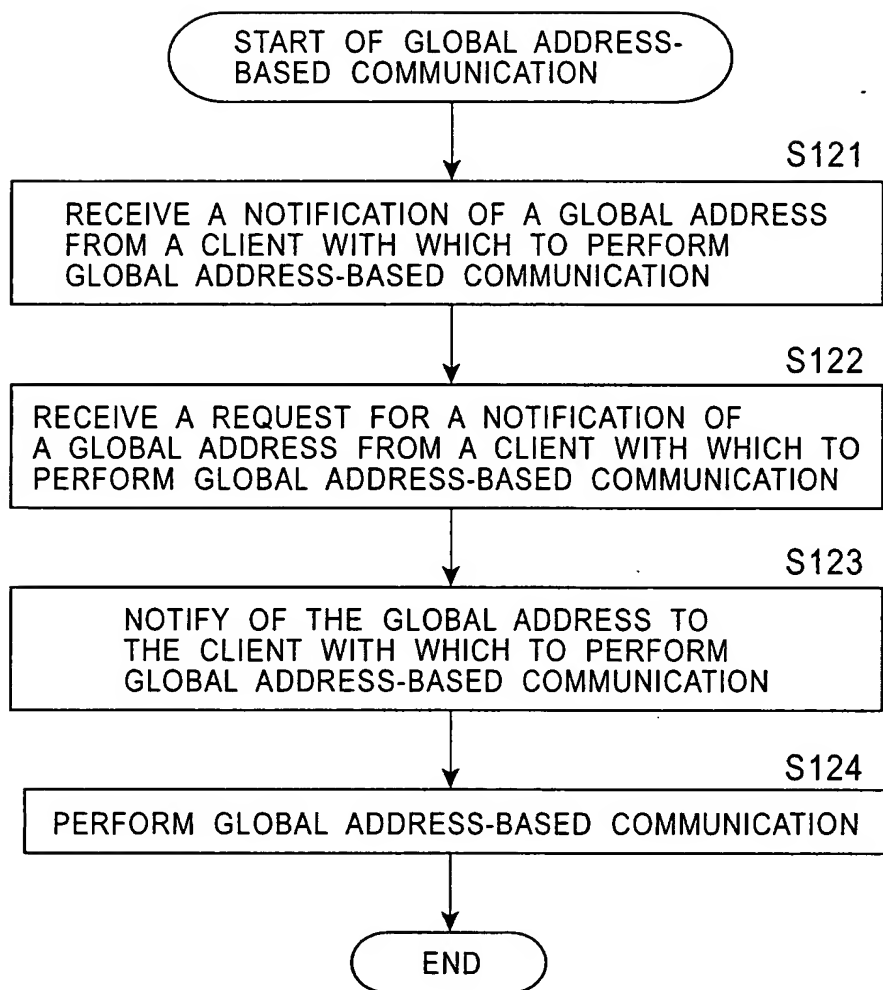 START OF GLOBAL ADDRESS-
BASED COMMUNICATION
S121
RECEIVE A NOTIFICATION OF A GLOBAL ADDRESS
FROM A CLIENT WITH WHICH TO PERFORM
GLOBAL ADDRESS-BASED COMMUNICATION
S122
RECEIVE A REQUEST FOR A NOTIFICATION OF
A GLOBAL ADDRESS FROM A CLIENT WITH WHICH TO
PERFORM GLOBAL ADDRESS-BASED COMMUNICATION
S123
NOTIFY OF THE GLOBAL ADDRESS TO
THE CLIENT WITH WHICH TO PERFORM
GLOBAL ADDRESS-BASED COMMUNICATION
S124
PERFORM GLOBAL ADDRESS-BASED COMMUNICATION
END